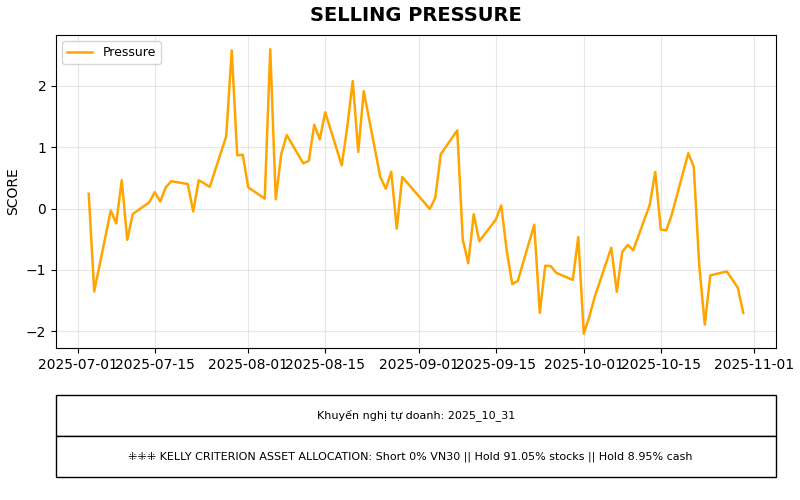 SELLING PRESSURE
Pressure
SCORE
2
1
0
−1
−2
2025-07-01
2025-07-15
2025-08-01
2025-08-15
2025-09-01
2025-09-15
2025-10-01
2025-10-15
2025-11-01
Khuyến nghị tự doanh: 2025_10_31
⁜⁜⁜ KELLY CRITERION ASSET ALLOCATION: Short 0% VN30 || Hold 91.05% stocks || Hold 8.95% cash